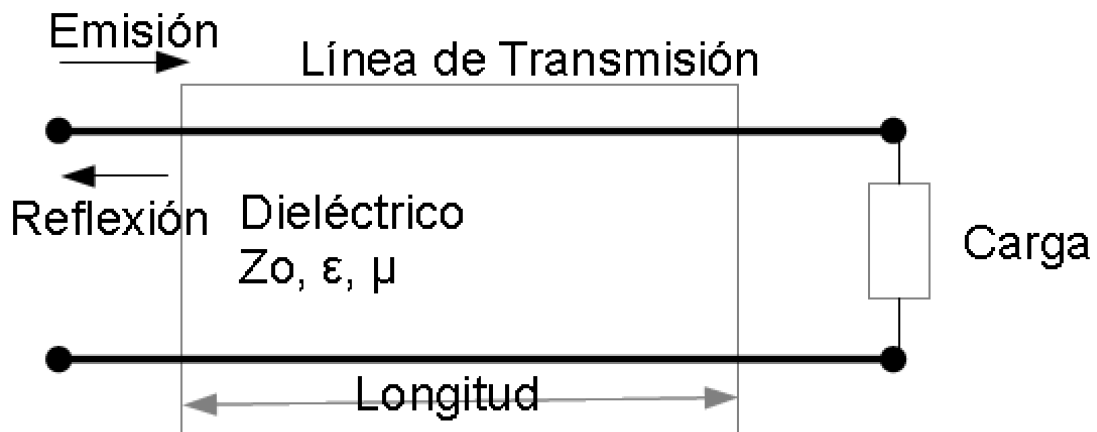 Emisión
Línea de Transmisión
Reflexión
Dieléctrico
Zo, ε, μ
Carga
Longitud